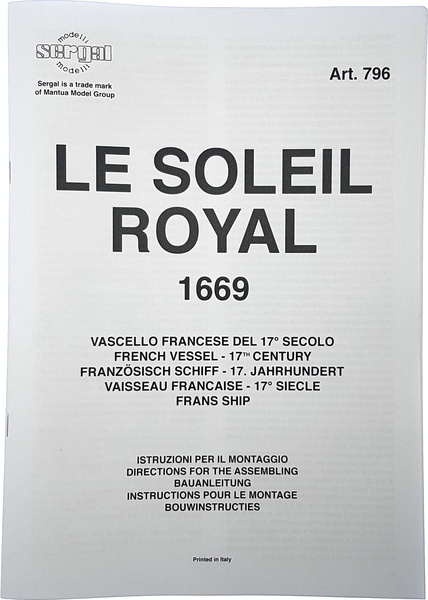 modelli
sergal
modelli
Sergal is a trade mark
of Mantua Model Group
Art. 796
LE SOLEIL
ROYAL
1669
VASCELLO FRANCESE DEL 17° SECOLO
FRENCH VESSEL - 17TH CENTURY
FRANZÖSISCH SCHIFF - 17. JAHRHUNDERT
VAISSEAU FRANCAISE - 17° SIECLE
FRANS SHIP
ISTRUZIONI PER IL MONTAGGIO
DIRECTIONS FOR THE ASSEMBLING
BAUANLEITUNG
INSTRUCTIONS POUR LE MONTAGE
BOUWINSTRUCTIES
Printed in Italy